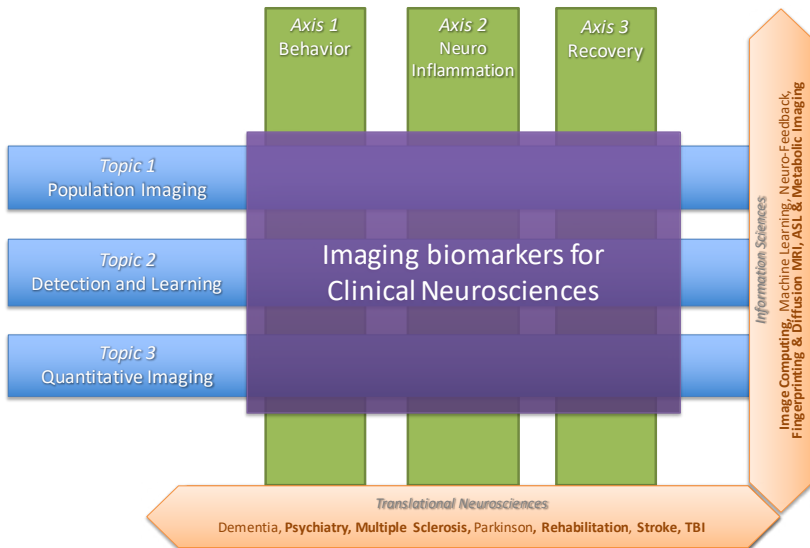 Axis 1
Behavior
Axis 2
Neuro
Inflammation
Axis 3
Recovery
Topic 1
Population Imaging
Topic 2
Detection and Learning
Topic 3
Quantitative Imaging
Imaging biomarkers for
Clinical Neurosciences
Information Sciences
Image Computing, Machine Learning, Neuro-Feedback,
Fingerprinting & Diffusion MRI, ASL & Metabolic Imaging
Translational Neurosciences
Dementia, Psychiatry, Multiple Sclerosis, Parkinson, Rehabilitation, Stroke, TBI